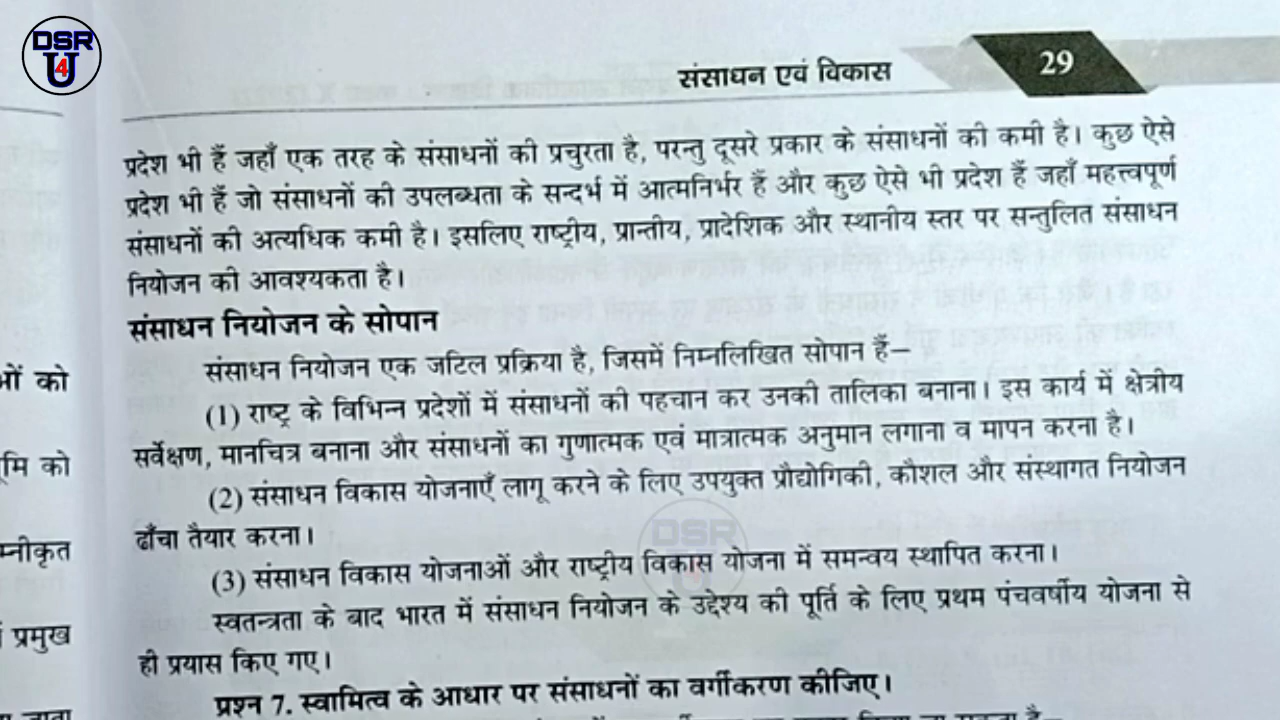 DSR
U
4
संसाधन एवं विकास
29
प्रदेश भी हैं जहाँ एक तरह के संसाधनों की प्रचुरता है, परन्तु दूसरे प्रकार के संसाधनों की कमी है। कुछ ऐसे
प्रदेश भी हैं जो संसाधनों की उपलब्धता के सन्दर्भ में आत्मनिर्भर हैं और कुछ ऐसे भी प्रदेश हैं जहाँ महत्त्वपूर्ण
संसाधनों की अत्यधिक कमी है। इसलिए राष्ट्रीय, प्रान्तीय, प्रादेशिक और स्थानीय स्तर पर सन्तुलित संसाधन
नियोजन की आवश्यकता है।
संसाधन नियोजन के सोपान
संसाधन नियोजन एक जटिल प्रक्रिया है, जिसमें निम्नलिखित सोपान हैं–
(1) राष्ट्र के विभिन्न प्रदेशों में संसाधनों की पहचान कर उनकी तालिका बनाना। इस कार्य में क्षेत्रीय
सर्वेक्षण, मानचित्र बनाना और संसाधनों का गुणात्मक एवं मात्रात्मक अनुमान लगाना व मापन करना है।
(2) संसाधन विकास योजनाएँ लागू करने के लिए उपयुक्त प्रौद्योगिकी, कौशल और संस्थागत नियोजन
ढाँचा तैयार करना।
(3) संसाधन विकास योजनाओं और राष्ट्रीय विकास योजना में समन्वय स्थापित करना।
स्वतन्त्रता के बाद भारत में संसाधन नियोजन के उद्देश्य की पूर्ति के लिए प्रथम पंचवर्षीय योजना से
ही प्रयास किए गए।
प्रश्न 7. स्वामित्व के आधार पर संसाधनों का वर्गीकरण कीजिए।
को
को
प्रमुख
DSR